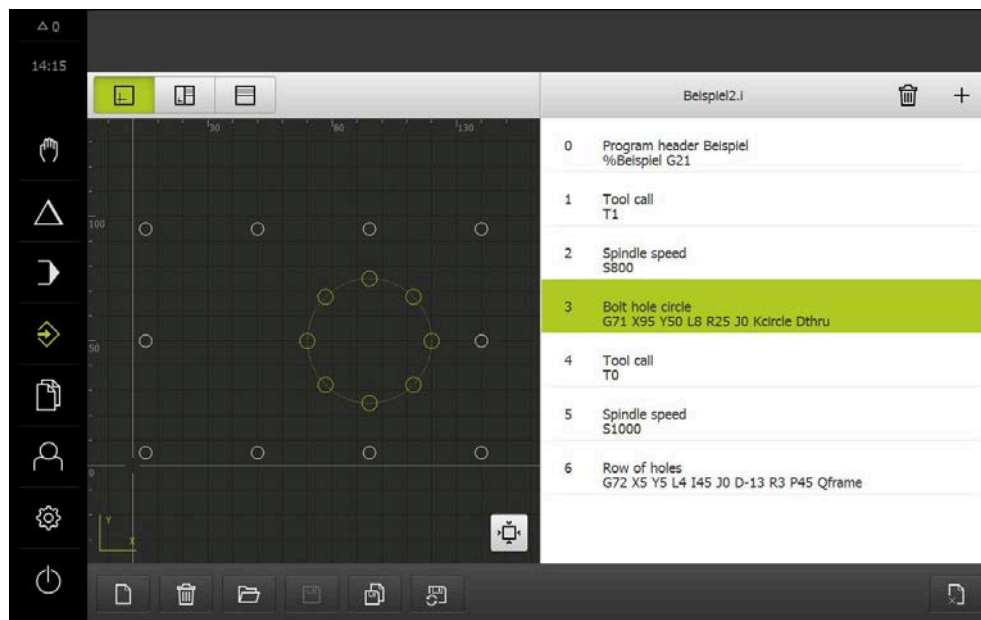 0
14:15
Beispiel2.i
30
80
130
100
50
0
Y
X
0 Program header Beispiel
%Beispiel G21
1 Tool call
T1
2 Spindle speed
S800
3 Bolt hole circle
G71 X95 Y50 L8 R25 J0 Kcircle Dthru
4 Tool call
T0
5 Spindle speed
S1000
6 Row of holes
G72 X5 Y5 L4 I45 J0 D-13 R3 P45 Qframe